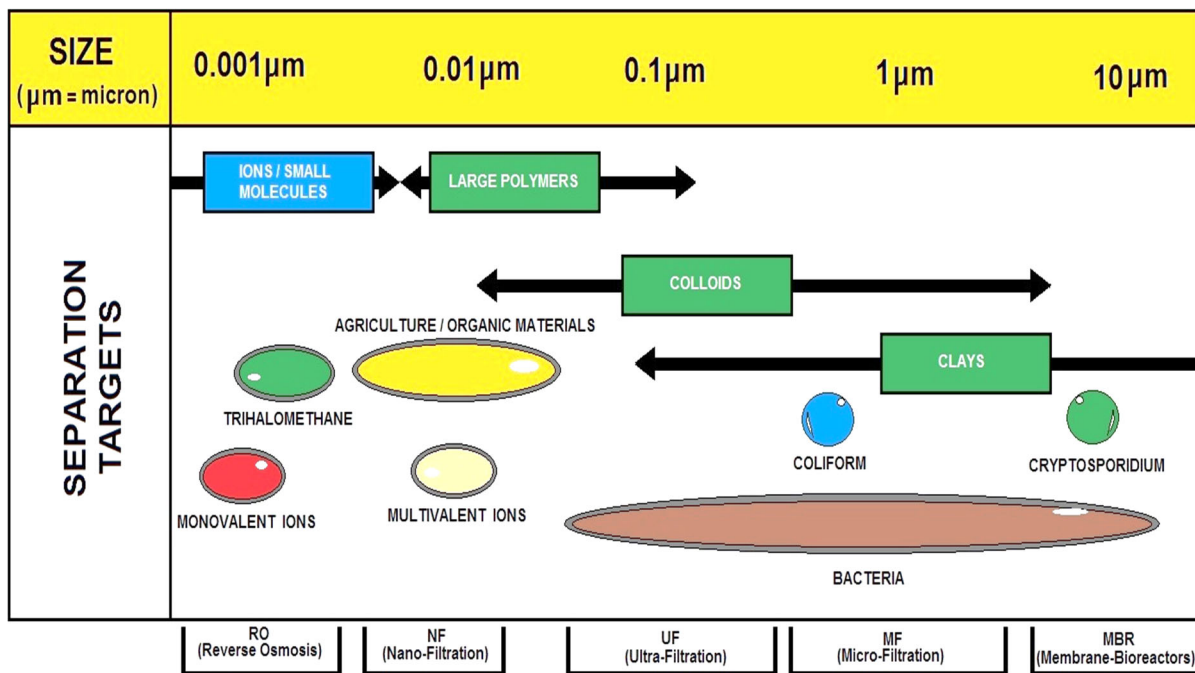 SIZE
(µm = micron)
0.001µm
0.01µm
0.1µm
1µm
10µm
SEPARATION
TARGETS
IONS / SMALL
MOLECULES
LARGE POLYMERS
COLLOIDS
AGRICULTURE / ORGANIC MATERIALS
CLAYS
TRIHALOMETHANE
COLIFORM
CRYPTOSPORIDIUM
MONOVALENT IONS
MULTIVALENT IONS
BACTERIA
RO
(Reverse Osmosis)
NF
(Nano-Filtration)
UF
(Ultra-Filtration)
MF
(Micro-Filtration)
MBR
(Membrane-Bioreactors)